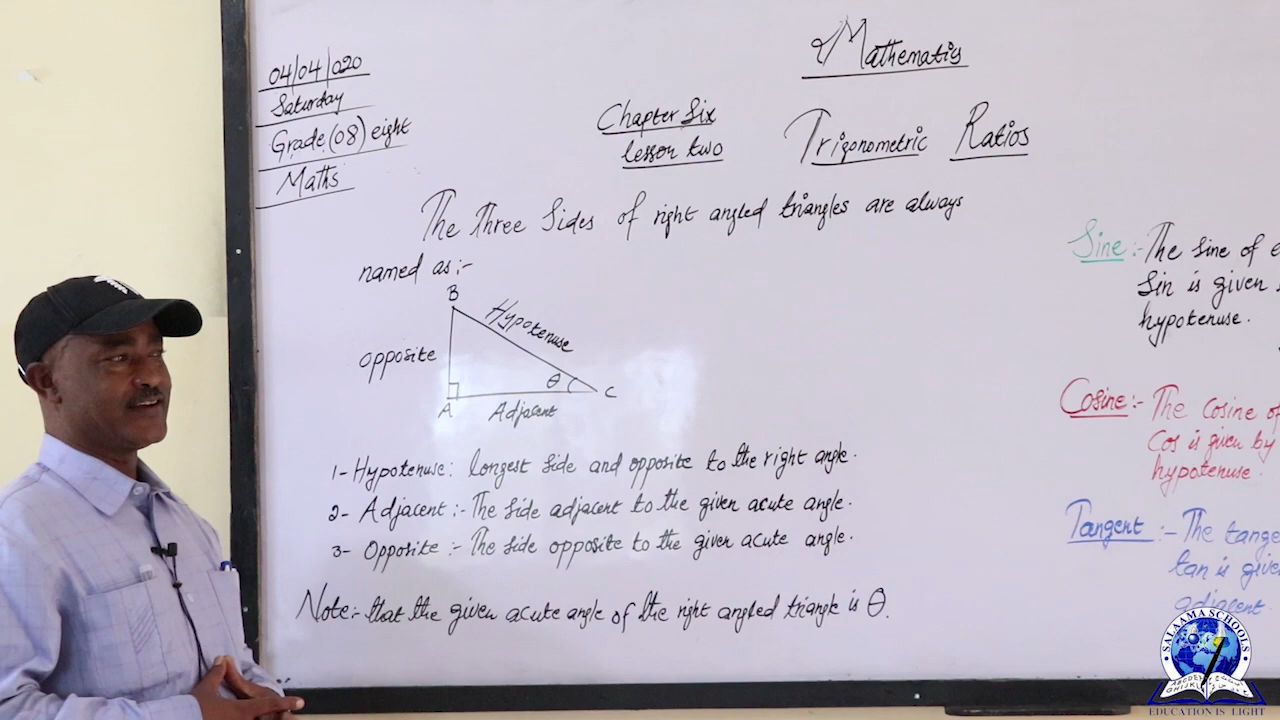 04/04/020
Saturday
Grade (08) eight
Maths
Mathematics
Chapter Six
lesson two
Trigonometric Ratios
The three sides of right angled triangles are always
named as:-
B
Hypotenuse
opposite
θ
A
C
Adjacent
1- Hypotenuse: longest side and opposite to the right angle.
2- Adjacent:- The side adjacent to the given acute angle.
3- Opposite:- The side opposite to the given acute angle.
Note:- that the given acute angle of the right angled triangle is θ.
Sine:- The sine of
Sin is given
hypotenuse.
Cosine:- The Cosine of
Cos is given by
hypotenuse.
Tangent:- The tange
tan is give
adjacent.
SALAAMA SCHOOLS
EDUCATION IS LIGHT